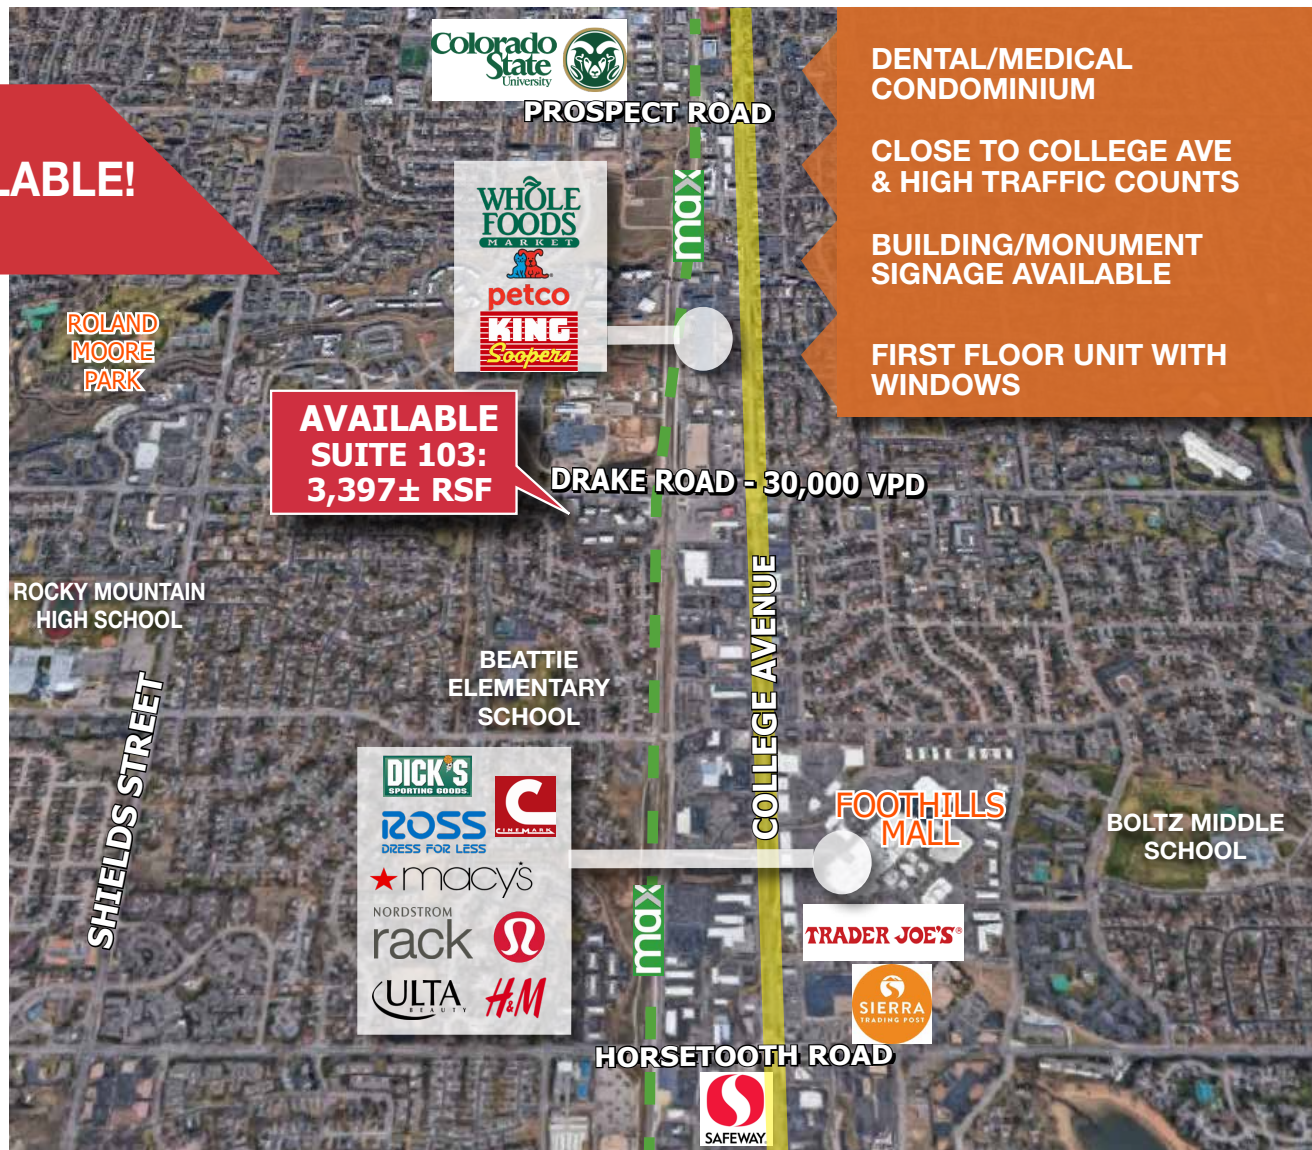 Colorado
State
University
PROSPECT ROAD
DENTAL/MEDICAL
CONDOMINIUM
CLOSE TO COLLEGE AVE
& HIGH TRAFFIC COUNTS
BUILDING/MONUMENT
SIGNAGE AVAILABLE
FIRST FLOOR UNIT WITH
WINDOWS
LABLE!
WHOLE
FOODS
MARKET
petco
KING
Soopers
max
ROLAND
MOORE
PARK
AVAILABLE
SUITE 103:
3,397± RSF
DRAKE ROAD - 30,000 VPD
ROCKY MOUNTAIN
HIGH SCHOOL
BEATTIE
ELEMENTARY
SCHOOL
COLLEGE AVENUE
SHIELDS STREET
DICK'S
SPORTING GOODS
CINEMARK
ROSS
DRESS FOR LESS
macy's
NORDSTROM
rack
ULTA
BEAUTY
H&M
max
FOOTHILLS
MALL
BOLTZ MIDDLE
SCHOOL
TRADER JOE'S®
SIERRA
TRADING POST
HORSETOOTH ROAD
SAFEWAY